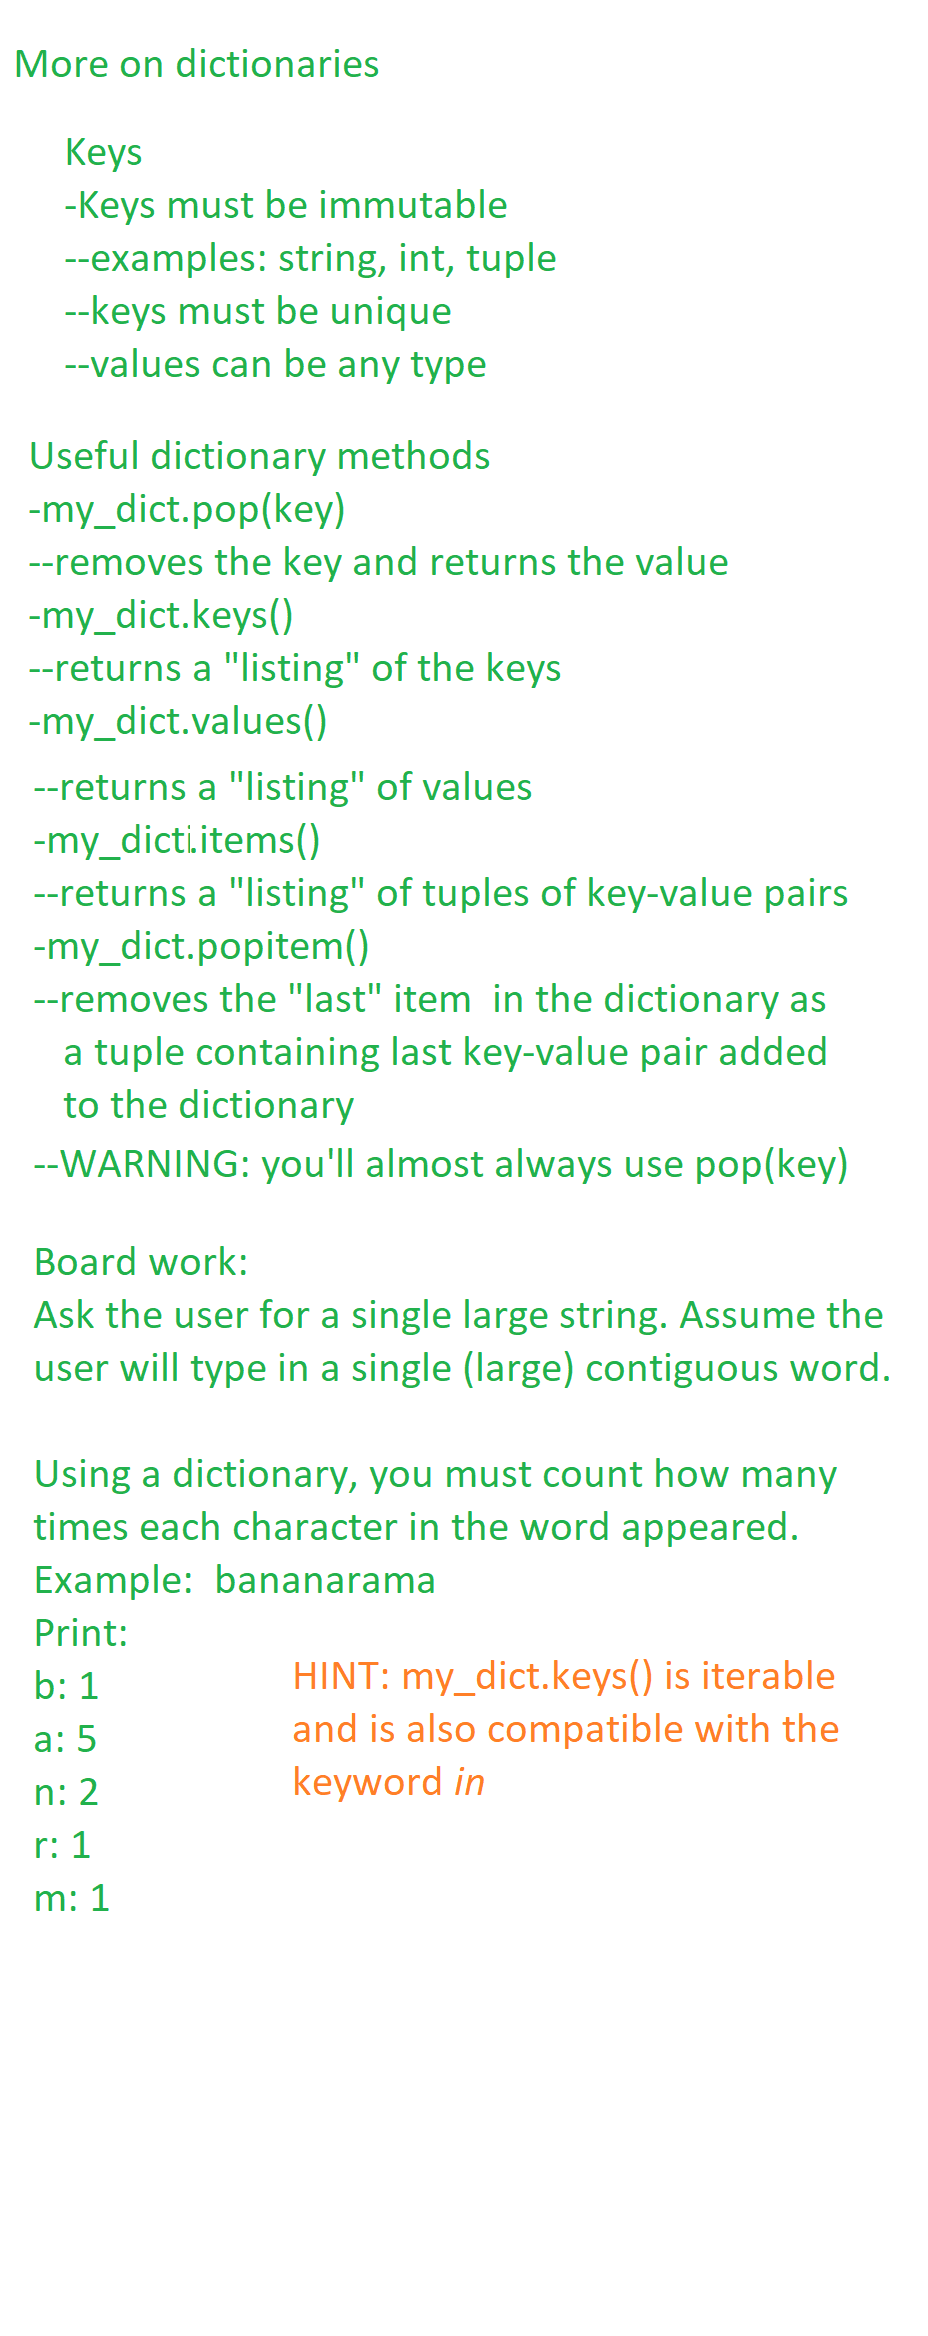 More on dictionaries
Keys
-Keys must be immutable
--examples: string, int, tuple
--keys must be unique
--values can be any type
Useful dictionary methods
-my_dict.pop(key)
--removes the key and returns the value
-my_dict.keys()
--returns a "listing" of the keys
-my_dict.values()
--returns a "listing" of values
-my_dicti.items()
--returns a "listing" of tuples of key-value pairs
-my_dict.popitem()
--removes the "last" item  in the dictionary as
a tuple containing last key-value pair added
to the dictionary
--WARNING: you'll almost always use pop(key)
Board work:
Ask the user for a single large string. Assume the
user will type in a single (large) contiguous word.
Using a dictionary, you must count how many
times each character in the word appeared.
Example:  bananarama
Print:
b: 1
a: 5
n: 2
r: 1
m: 1
HINT: my_dict.keys() is iterable
and is also compatible with the
keyword in